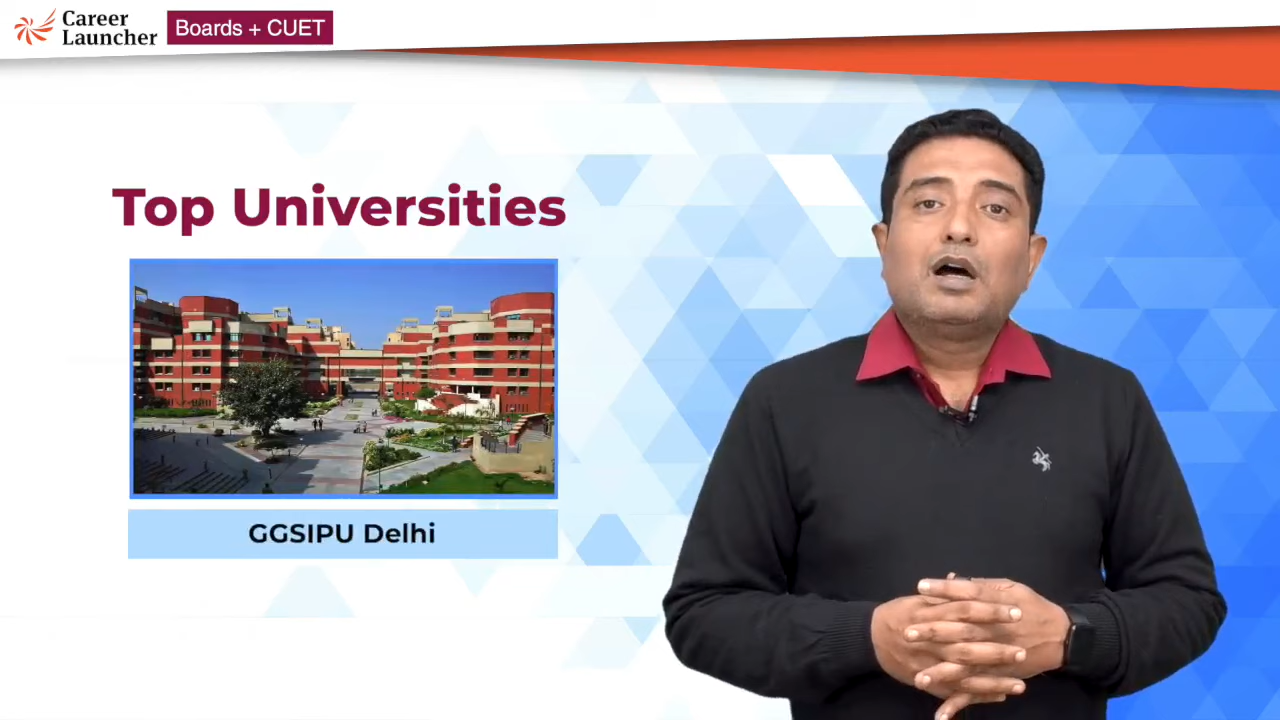 Career
Launcher
Boards + CUET
Top Universities
GGSIPU Delhi